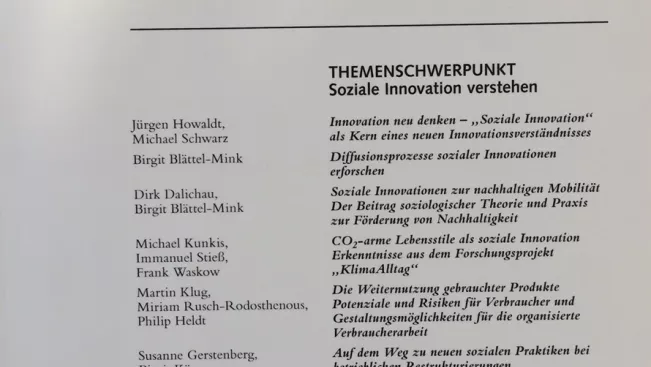 THEMENSCHWERPUNKT
Soziale Innovation verstehen
Jürgen Howaldt,
Michael Schwarz
Innovation neu denken – „Soziale Innovation“
als Kern eines neuen Innovationsverständnisses
Birgit Blättel-Mink
Diffusionsprozesse sozialer Innovationen
erforschen
Dirk Dalichau,
Birgit Blättel-Mink
Soziale Innovationen zur nachhaltigen Mobilität
Der Beitrag soziologischer Theorie und Praxis
zur Förderung von Nachhaltigkeit
Michael Kunkis,
Immanuel Stieß,
Frank Waskow
CO₂-arme Lebensstile als soziale Innovation
Erkenntnisse aus dem Forschungsprojekt
„KlimaAlltag“
Martin Klug,
Miriam Rusch-Rodosthenous,
Philip Heldt
Die Weiternutzung gebrauchter Produkte
Potenziale und Risiken für Verbraucher und
Gestaltungsmöglichkeiten für die organisierte
Verbraucherarbeit
Susanne Gerstenberg,
Auf dem Weg zu neuen sozialen Praktiken bei
betrieblichen Restrukturierungen